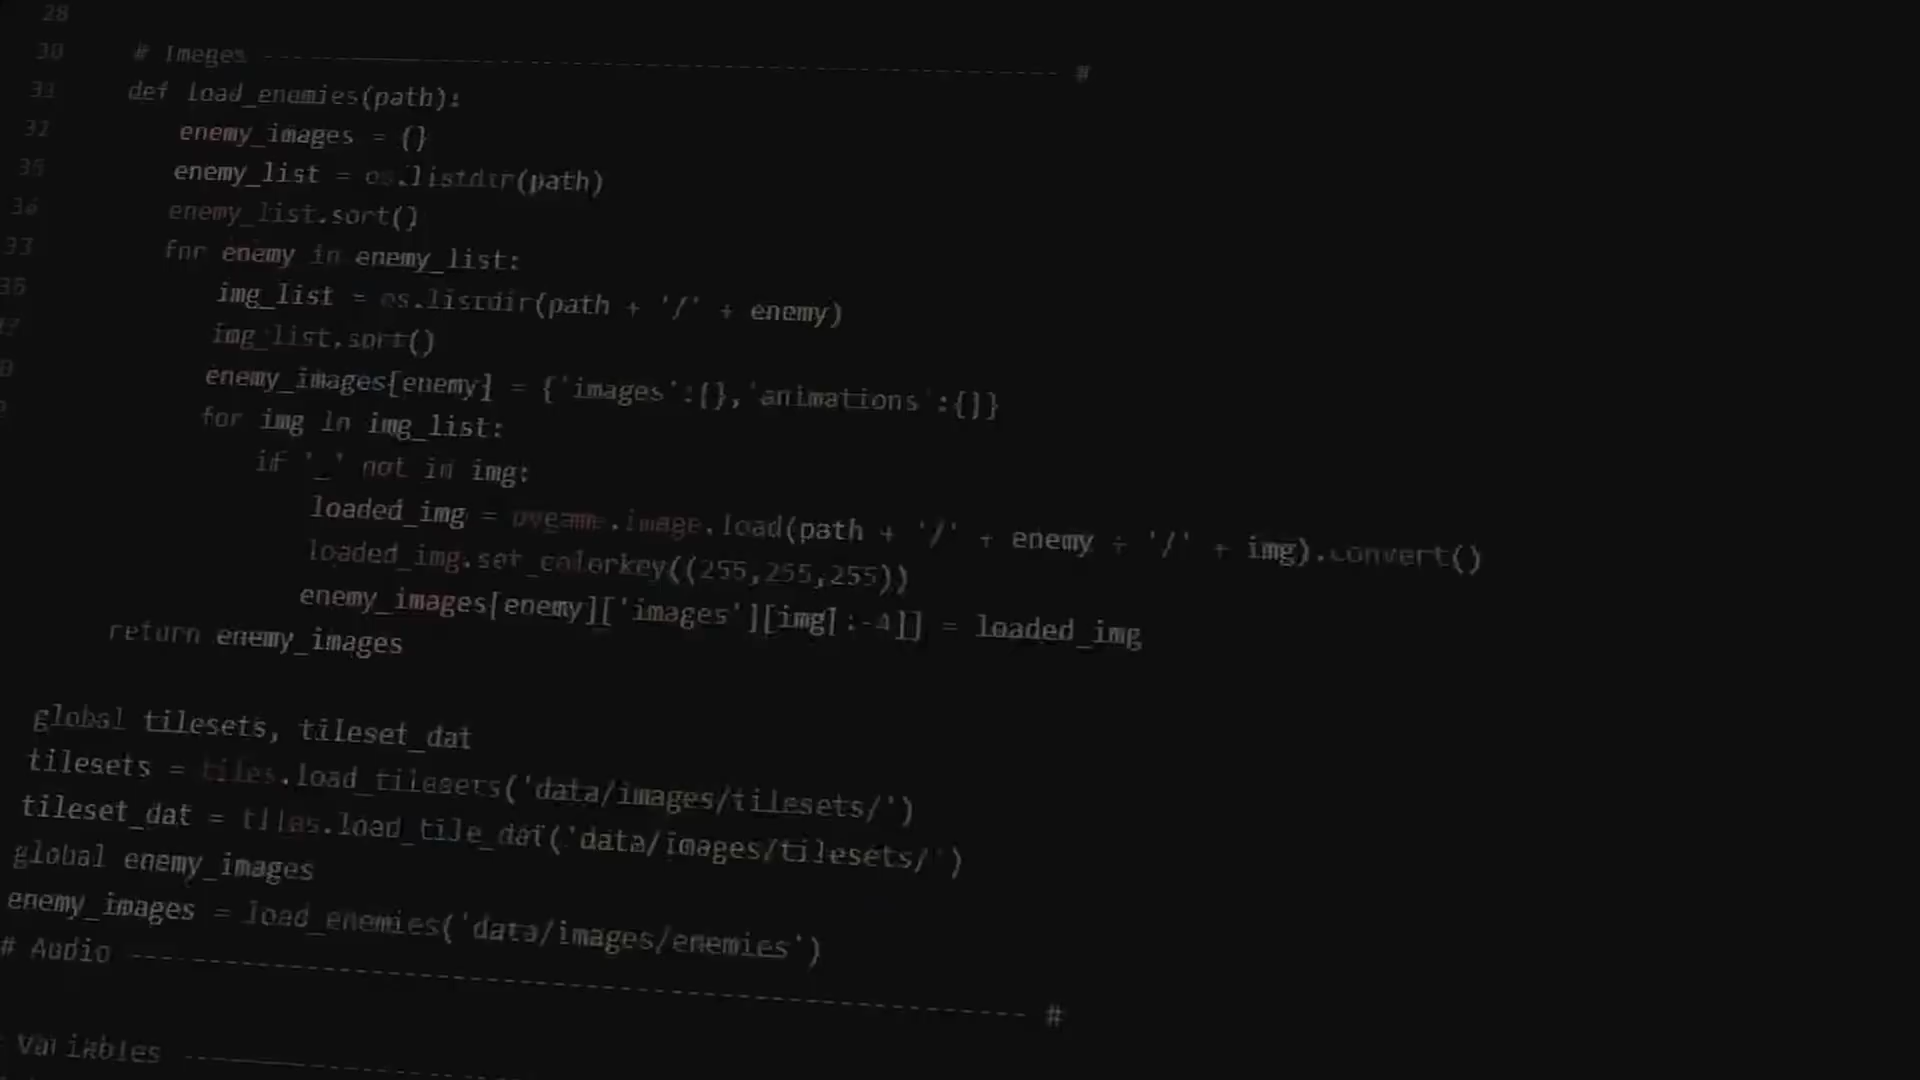 28
30 # Images ---------------------------------------------------------------- #
31 def load_enemies(path):
32 enemy_images = {}
enemy_list = os.listdir(path)
enemy_list.sort()
33 for enemy in enemy_list:
img_list = os.listdir(path + '/' + enemy)
img_list.sort()
enemy_images[enemy] = {'images':{},'animations':{}}
for img in img_list:
if '_' not in img:
loaded_img = pygame.image.load(path + '/' + enemy + '/' + img).convert()
loaded_img.set_colorkey((255,255,255))
enemy_images[enemy]['images'][img[:-4]] = loaded_img
return enemy_images
global tilesets, tileset_dat
tilesets = tiles.load_tilesets('data/images/tilesets/')
tileset_dat = tiles.load_tile_dat('data/images/tilesets/')
global enemy_images
enemy_images = load_enemies('data/images/enemies')
# Audio ----------------------------------------------------------------- #
Variables ---------------------------